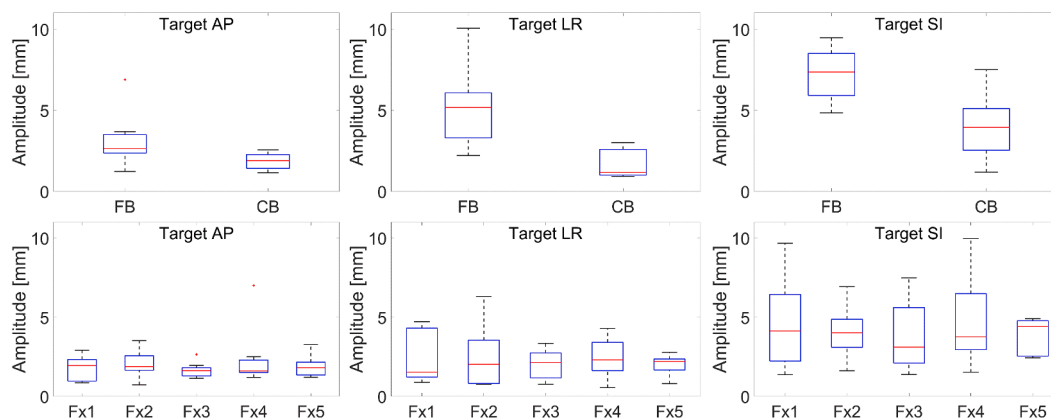 Target AP
Amplitude [mm]
10
5
0
FB CB
Target LR
Amplitude [mm]
10
5
0
FB CB
Target SI
Amplitude [mm]
10
5
0
FB CB
Target AP
Amplitude [mm]
10
5
0
Fx1 Fx2 Fx3 Fx4 Fx5
Target LR
Amplitude [mm]
10
5
0
Fx1 Fx2 Fx3 Fx4 Fx5
Target SI
Amplitude [mm]
10
5
0
Fx1 Fx2 Fx3 Fx4 Fx5